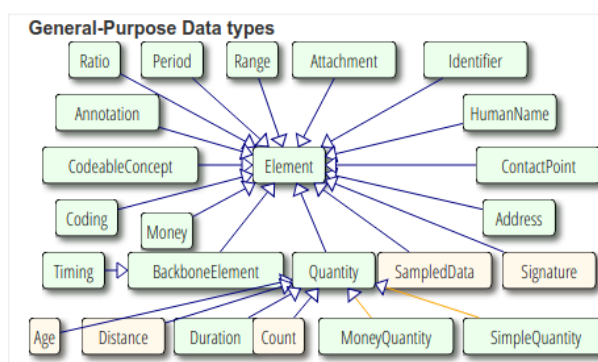 General-Purpose Data types
Ratio Period Range Attachment Identifier
Annotation HumanName
CodeableConcept Element ContactPoint
Coding Money Address
Timing BackboneElement Quantity SampledData Signature
Age Distance Duration Count MoneyQuantity SimpleQuantity